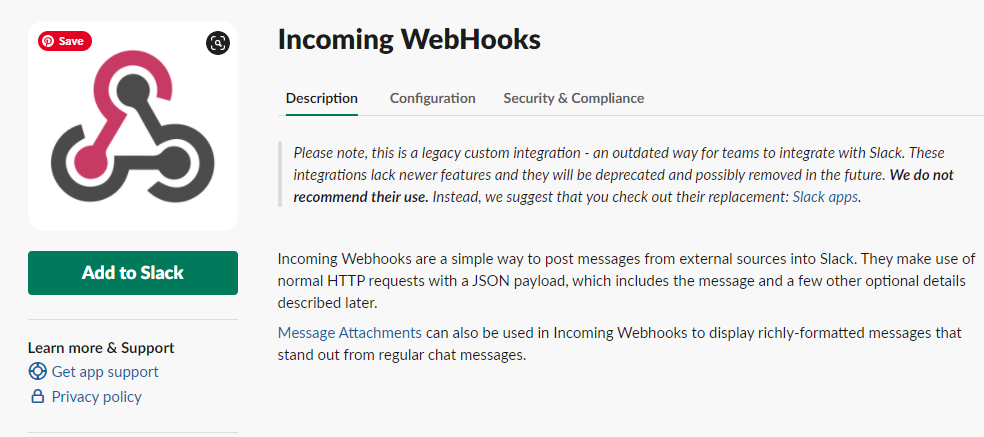 Save
Incoming WebHooks
Description
Configuration
Security & Compliance
Please note, this is a legacy custom integration - an outdated way for teams to integrate with Slack. These
integrations lack newer features and they will be deprecated and possibly removed in the future. We do not
recommend their use. Instead, we suggest that you check out their replacement: Slack apps.
Add to Slack
Incoming Webhooks are a simple way to post messages from external sources into Slack. They make use of
normal HTTP requests with a JSON payload, which includes the message and a few other optional details
described later.
Message Attachments can also be used in Incoming Webhooks to display richly-formatted messages that
stand out from regular chat messages.
Learn more & Support
Get app support
Privacy policy